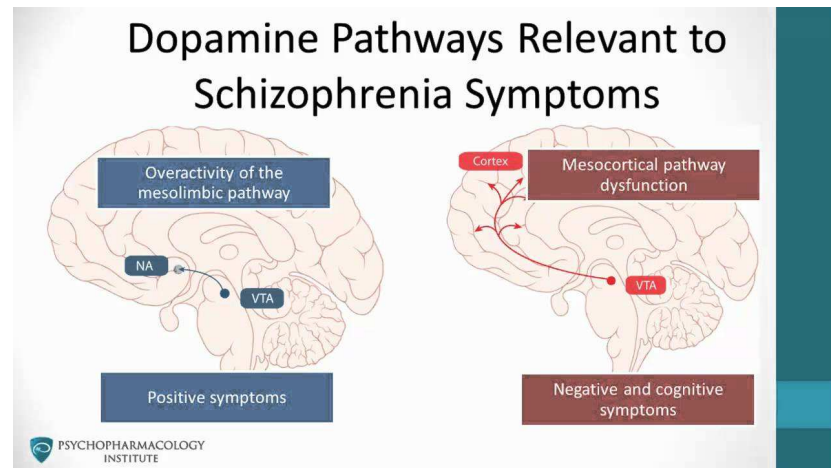 Dopamine Pathways Relevant to
Schizophrenia Symptoms
Overactivity of the
mesolimbic pathway
NA
VTA
Positive symptoms
Cortex
Mesocortical pathway
dysfunction
VTA
Negative and cognitive
symptoms
PSYCHOPHARMACOLOGY
INSTITUTE